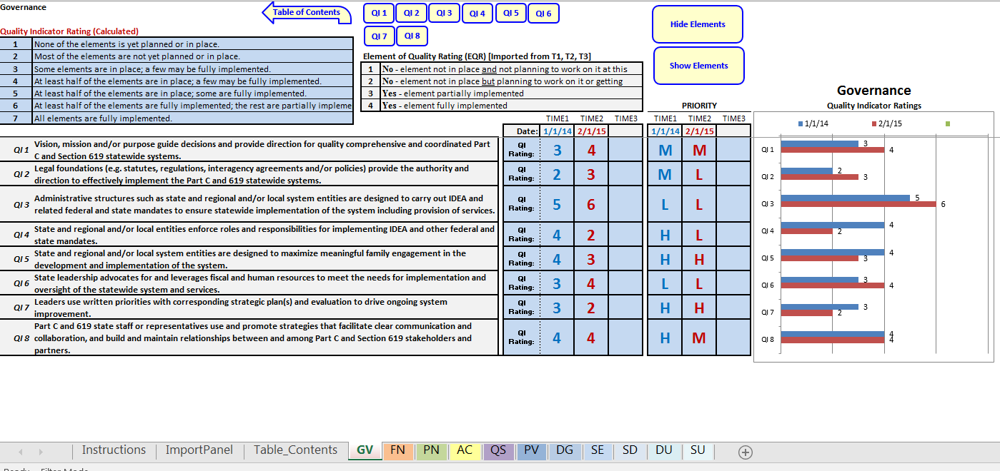 Governance
Table of Contents
QI 1
QI 2
QI 3
QI 4
QI 5
QI 6
QI 7
QI 8
Hide Elements
Show Elements
Quality Indicator Rating (Calculated)
1 None of the elements is yet planned or in place.
2 Most of the elements are not yet planned or in place.
3 Some elements are in place; a few may be fully implemented.
4 At least half of the elements are in place; a few may be fully implemented.
5 At least half of the elements are in place; some are fully implemented.
6 At least half of the elements are fully implemented; the rest are partially impleme
7 All elements are fully implemented.
Element of Quality Rating (EQR) [Imported from T1, T2, T3]
1 No - element not in place and not planning to work on it at this
2 No - element not in place but planning to work on it or getting
3 Yes - element partially implemented
4 Yes - element fully implemented
PRIORITY
TIME1 TIME2 TIME3 TIME1 TIME2 TIME3
Date: 1/1/14 2/1/15 1/1/14 2/1/15
QI 1 Vision, mission and/or purpose guide decisions and provide direction for quality comprehensive and coordinated Part
C and Section 619 statewide systems.
QI
Rating: 3 4 M M
QI 2 Legal foundations (e.g. statutes, regulations, interagency agreements and/or policies) provide the authority and
direction to effectively implement the Part C and 619 statewide systems.
QI
Rating: 2 3 M L
QI 3 Administrative structures such as state and regional and/or local system entities are designed to carry out IDEA and
related federal and state mandates to ensure statewide implementation of the system including provision of services.
QI
Rating: 5 6 L L
QI 4 State and regional and/or local entities enforce roles and responsibilities for implementing IDEA and other federal and
state mandates.
QI
Rating: 4 2 H L
QI 5 State and regional and/or local system entities are designed to maximize meaningful family engagement in the
development and implementation of the system.
QI
Rating: 4 3 H H
QI 6 State leadership advocates for and leverages fiscal and human resources to meet the needs for implementation and
oversight of the statewide system and services.
QI
Rating: 3 4 L L
QI 7 Leaders use written priorities with corresponding strategic plan(s) and evaluation to drive ongoing system
improvement.
QI
Rating: 3 2 H H
QI 8 Part C and 619 state staff or representatives use and promote strategies that facilitate clear communication and
collaboration, and build and maintain relationships between and among Part C and Section 619 stakeholders and
partners.
QI
Rating: 4 4 H M
Governance
Quality Indicator Ratings
1/1/14 2/1/15
QI 1 3 4
QI 2 2 3
QI 3 5 6
QI 4 4 2
QI 5 4 3
QI 6 3 4
QI 7 3 2
QI 8 4 4
Instructions ImportPanel Table_Contents GV FN PN AC QS PV DG SE SD DU SU